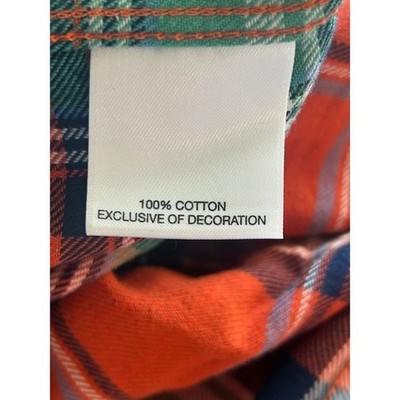 100% COTTON
EXCLUSIVE OF DECORATION